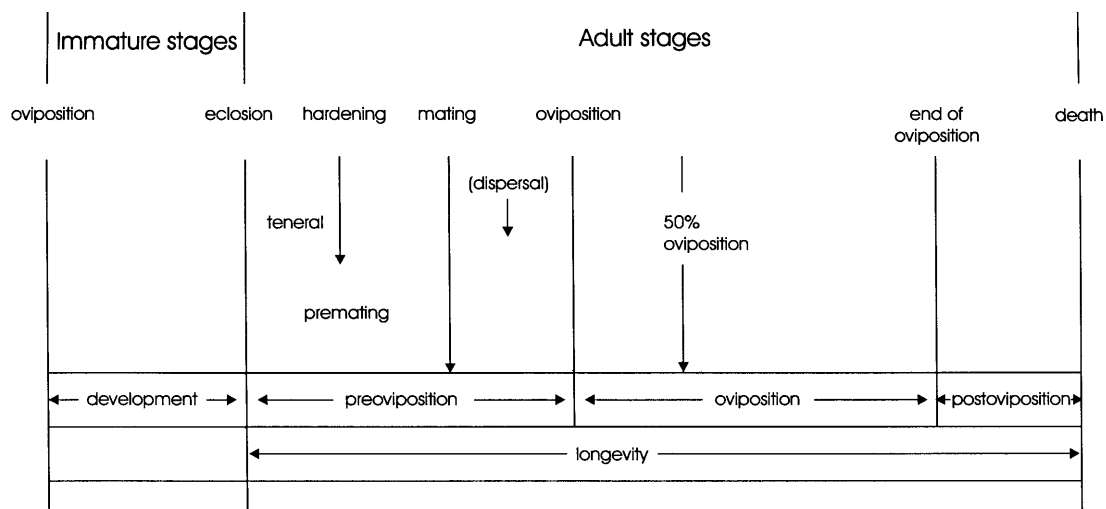 Immature stages
Adult stages
oviposition
eclosion
hardening
mating
oviposition
end of
oviposition
death
(dispersal)
teneral
50%
oviposition
premating
development
preoviposition
oviposition
postoviposition
longevity